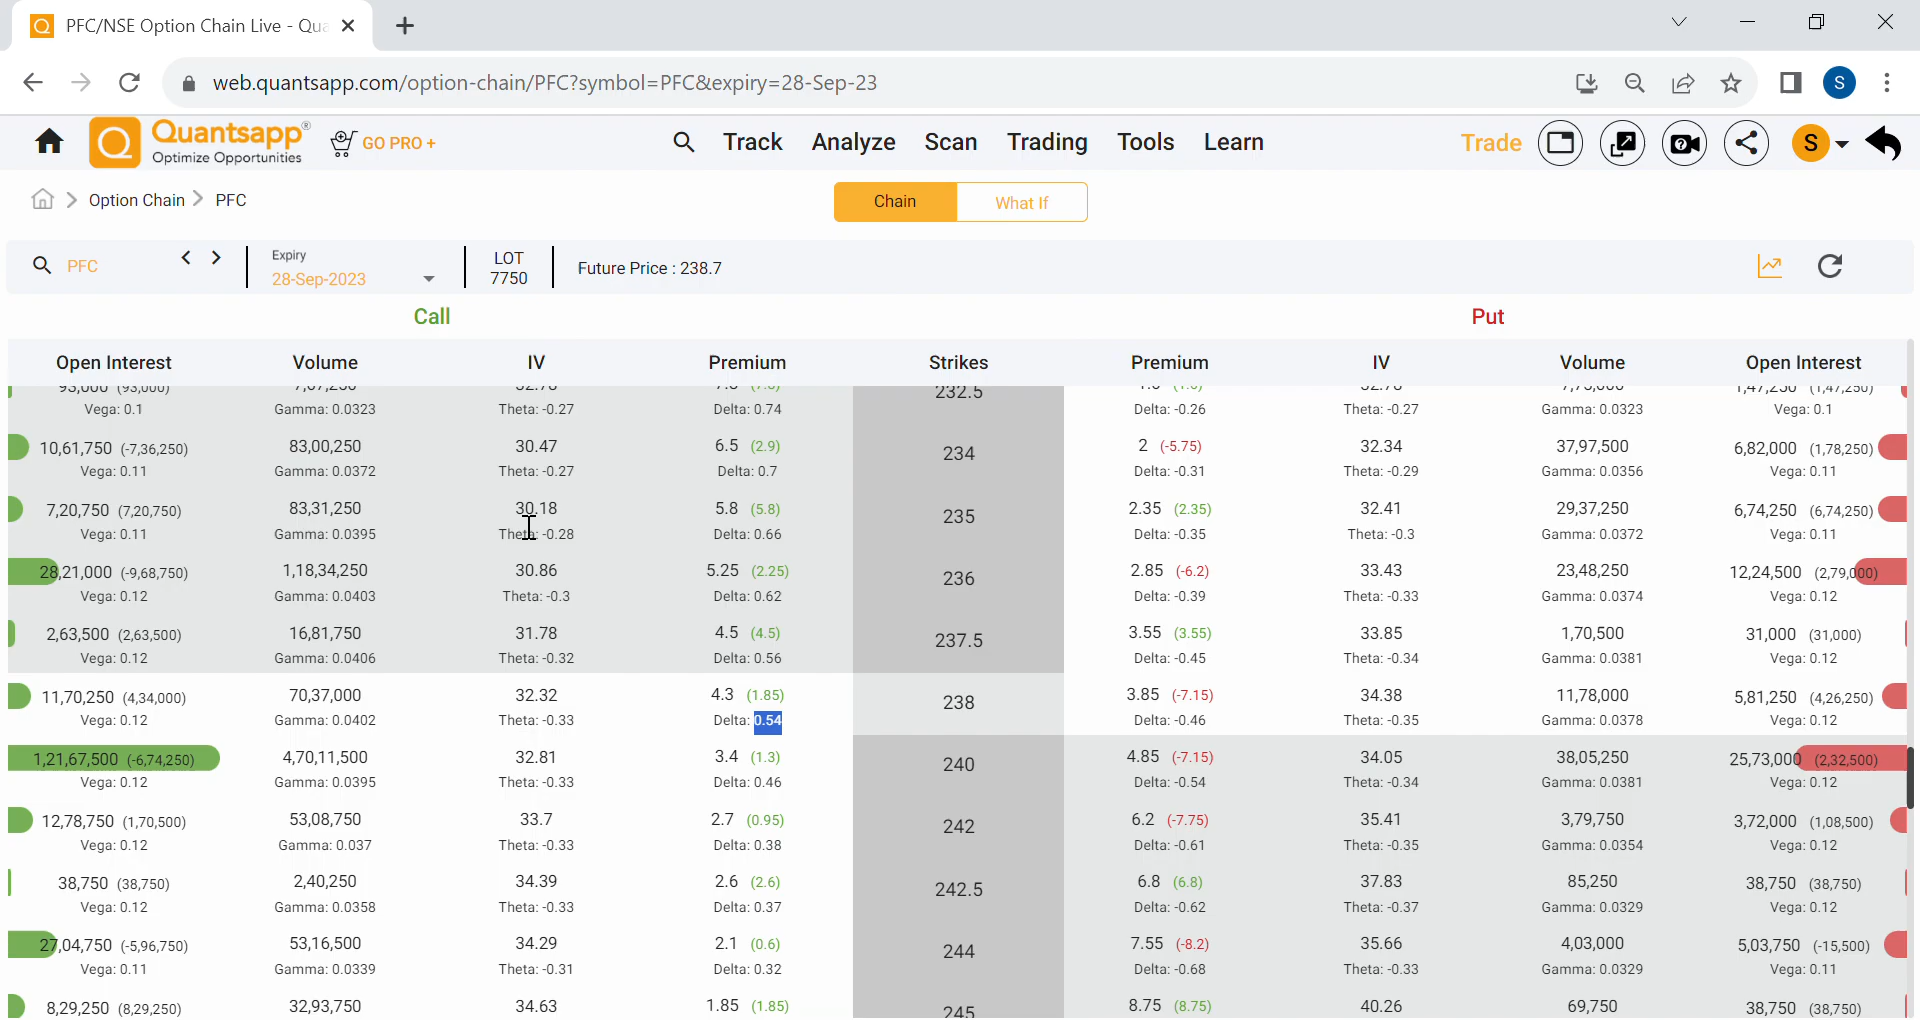 PFC/NSE Option Chain Live - Qua
web.quantsapp.com/option-chain/PFC?symbol=PFC&expiry=28-Sep-23
S
Quantsapp®
Optimize Opportunities
GO PRO +
Track Analyze Scan Trading Tools Learn
Trade
S
Option Chain PFC
Chain What If
PFC
Expiry
28-Sep-2023
LOT
7750
Future Price : 238.7
Call Put
Open Interest Volume IV Premium Strikes Premium IV Volume Open Interest
93,000 (93,000) 232.5 1,47,250 (1,47,250)
Vega: 0.1 Gamma: 0.0323 Theta: -0.27 Delta: 0.74 Delta: -0.26 Theta: -0.27 Gamma: 0.0323 Vega: 0.1
10,61,750 (-7,36,250) 83,00,250 30.47 6.5 (2.9) 234 2 (-5.75) 32.34 37,97,500 6,82,000 (1,78,250)
Vega: 0.11 Gamma: 0.0372 Theta: -0.27 Delta: 0.7 Delta: -0.31 Theta: -0.29 Gamma: 0.0356 Vega: 0.11
7,20,750 (7,20,750) 83,31,250 30.18 5.8 (5.8) 235 2.35 (2.35) 32.41 29,37,250 6,74,250 (6,74,250)
Vega: 0.11 Gamma: 0.0395 Theta: -0.28 Delta: 0.66 Delta: -0.35 Theta: -0.3 Gamma: 0.0372 Vega: 0.11
28,21,000 (-9,68,750) 1,18,34,250 30.86 5.25 (2.25) 236 2.85 (-6.2) 33.43 23,48,250 12,24,500 (2,79,000)
Vega: 0.12 Gamma: 0.0403 Theta: -0.3 Delta: 0.62 Delta: -0.39 Theta: -0.33 Gamma: 0.0374 Vega: 0.12
2,63,500 (2,63,500) 16,81,750 31.78 4.5 (4.5) 237.5 3.55 (3.55) 33.85 1,70,500 31,000 (31,000)
Vega: 0.12 Gamma: 0.0406 Theta: -0.32 Delta: 0.56 Delta: -0.45 Theta: -0.34 Gamma: 0.0381 Vega: 0.12
11,70,250 (4,34,000) 70,37,000 32.32 4.3 (1.85) 238 3.85 (-7.15) 34.38 11,78,000 5,81,250 (4,26,250)
Vega: 0.12 Gamma: 0.0402 Theta: -0.33 Delta: 0.54 Delta: -0.46 Theta: -0.35 Gamma: 0.0378 Vega: 0.12
1,21,67,500 (-6,74,250) 4,70,11,500 32.81 3.4 (1.3) 240 4.85 (-7.15) 34.05 38,05,250 25,73,000 (2,32,500)
Vega: 0.12 Gamma: 0.0395 Theta: -0.33 Delta: 0.46 Delta: -0.54 Theta: -0.34 Gamma: 0.0381 Vega: 0.12
12,78,750 (1,70,500) 53,08,750 33.7 2.7 (0.95) 242 6.2 (-7.75) 35.41 3,79,750 3,72,000 (1,08,500)
Vega: 0.12 Gamma: 0.037 Theta: -0.33 Delta: 0.38 Delta: -0.61 Theta: -0.35 Gamma: 0.0354 Vega: 0.12
38,750 (38,750) 2,40,250 34.39 2.6 (2.6) 242.5 6.8 (6.8) 37.83 85,250 38,750 (38,750)
Vega: 0.12 Gamma: 0.0358 Theta: -0.33 Delta: 0.37 Delta: -0.62 Theta: -0.37 Gamma: 0.0329 Vega: 0.12
27,04,750 (-5,96,750) 53,16,500 34.29 2.1 (0.6) 244 7.55 (-8.2) 35.66 4,03,000 5,03,750 (-15,500)
Vega: 0.11 Gamma: 0.0339 Theta: -0.31 Delta: 0.32 Delta: -0.68 Theta: -0.33 Gamma: 0.0329 Vega: 0.11
8,29,250 (8,29,250) 32,93,750 34.63 1.85 (1.85) 245 8.75 (8.75) 40.26 69,750 38,750 (38,750)